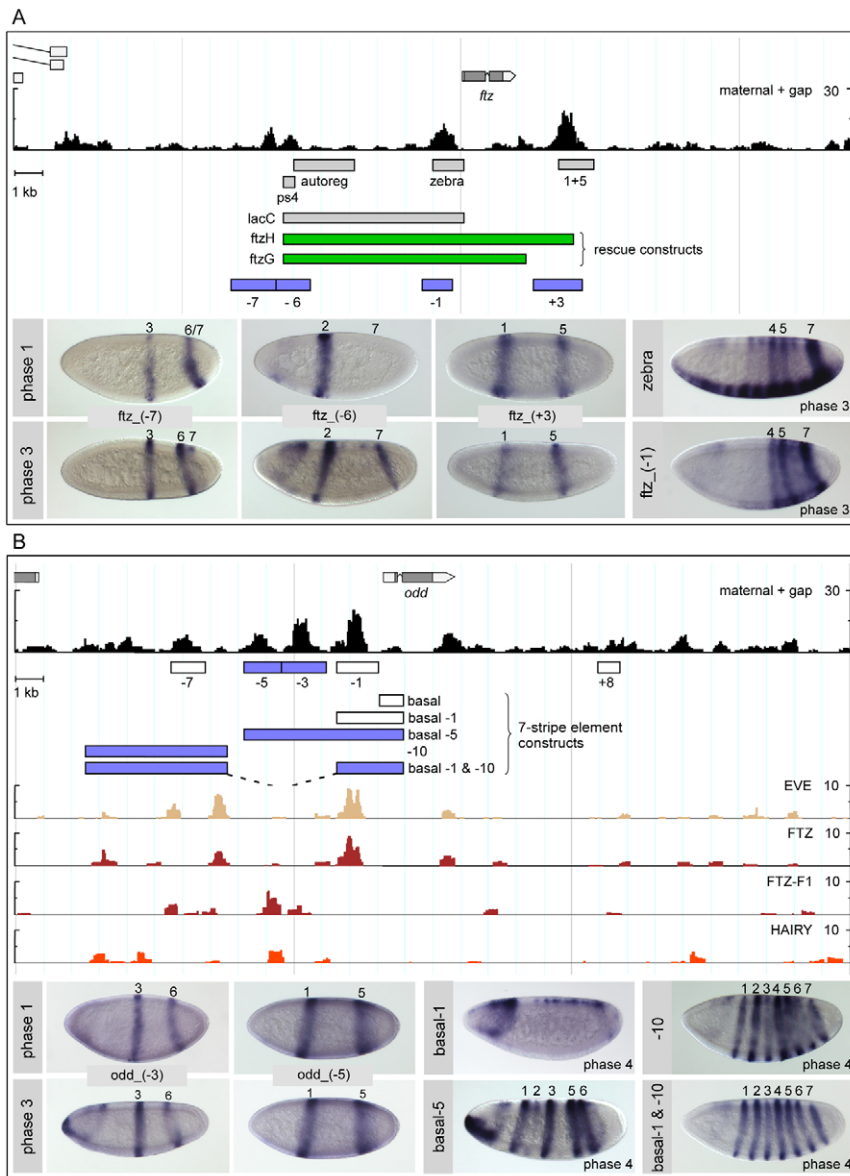 A
ftz
maternal + gap 30
1 kb
autoreg zebra 1+5
ps4
lacC
ftzH
ftzG
rescue constructs
-7 - 6 -1 +3
phase 1
3 6/7
2 7
1 5
zebra
4 5 7
phase 3
ftz_(-7) ftz_(-6) ftz_(+3)
phase 3
3 6 7
2 7
1 5
ftz_(-1)
4 5 7
phase 3
B
odd
maternal + gap 30
1 kb
-7 -5 -3 -1 +8
basal
basal -1
basal -5
-10
basal -1 & -10
7-stripe element
constructs
EVE 10
FTZ 10
FTZ-F1 10
HAIRY 10
phase 1
3 6
1 5
basal-1
phase 4
-10
1 2 3 4 5 6 7
phase 4
odd_(-3) odd_(-5)
phase 3
3 6
1 5
basal-5
1 2 3 5 6
phase 4
basal-1 & -10
1 2 3 4 5 6 7
phase 4